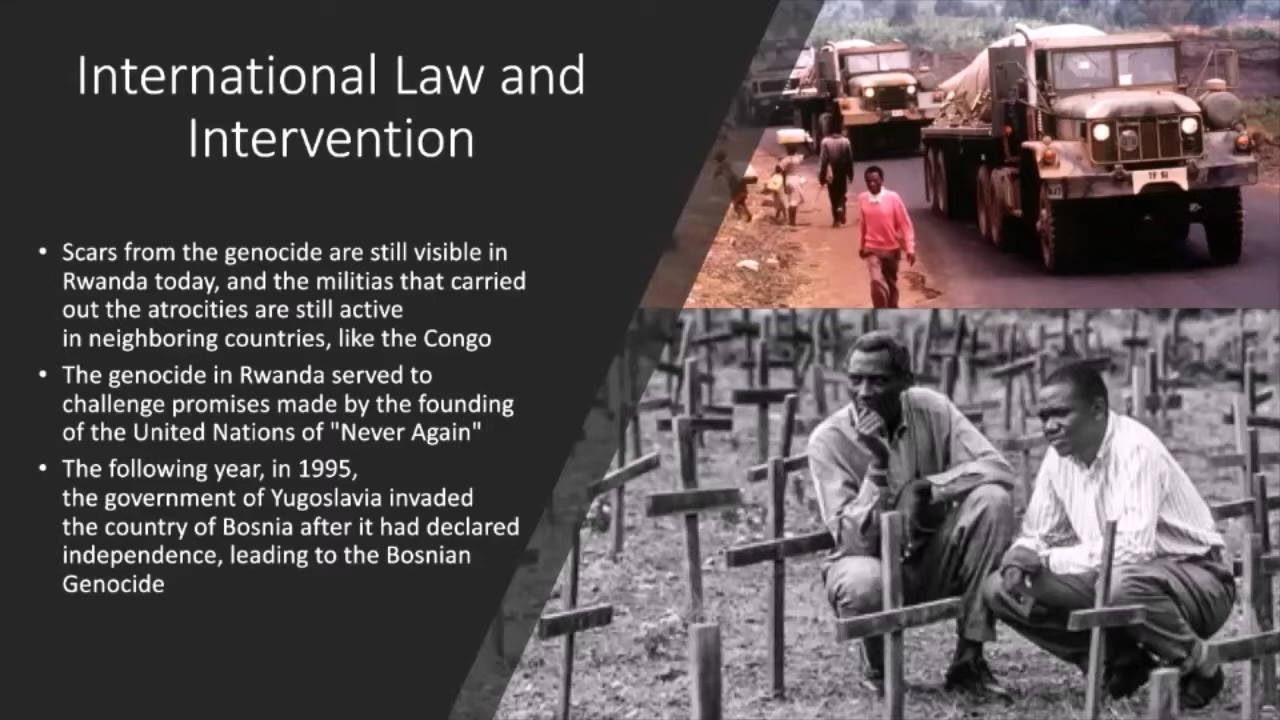 International Law and
Intervention
• Scars from the genocide are still visible in
Rwanda today, and the militias that carried
out the atrocities are still active
in neighboring countries, like the Congo
• The genocide in Rwanda served to
challenge promises made by the founding
of the United Nations of "Never Again"
• The following year, in 1995,
the government of Yugoslavia invaded
the country of Bosnia after it had declared
independence, leading to the Bosnian
Genocide
TF 51